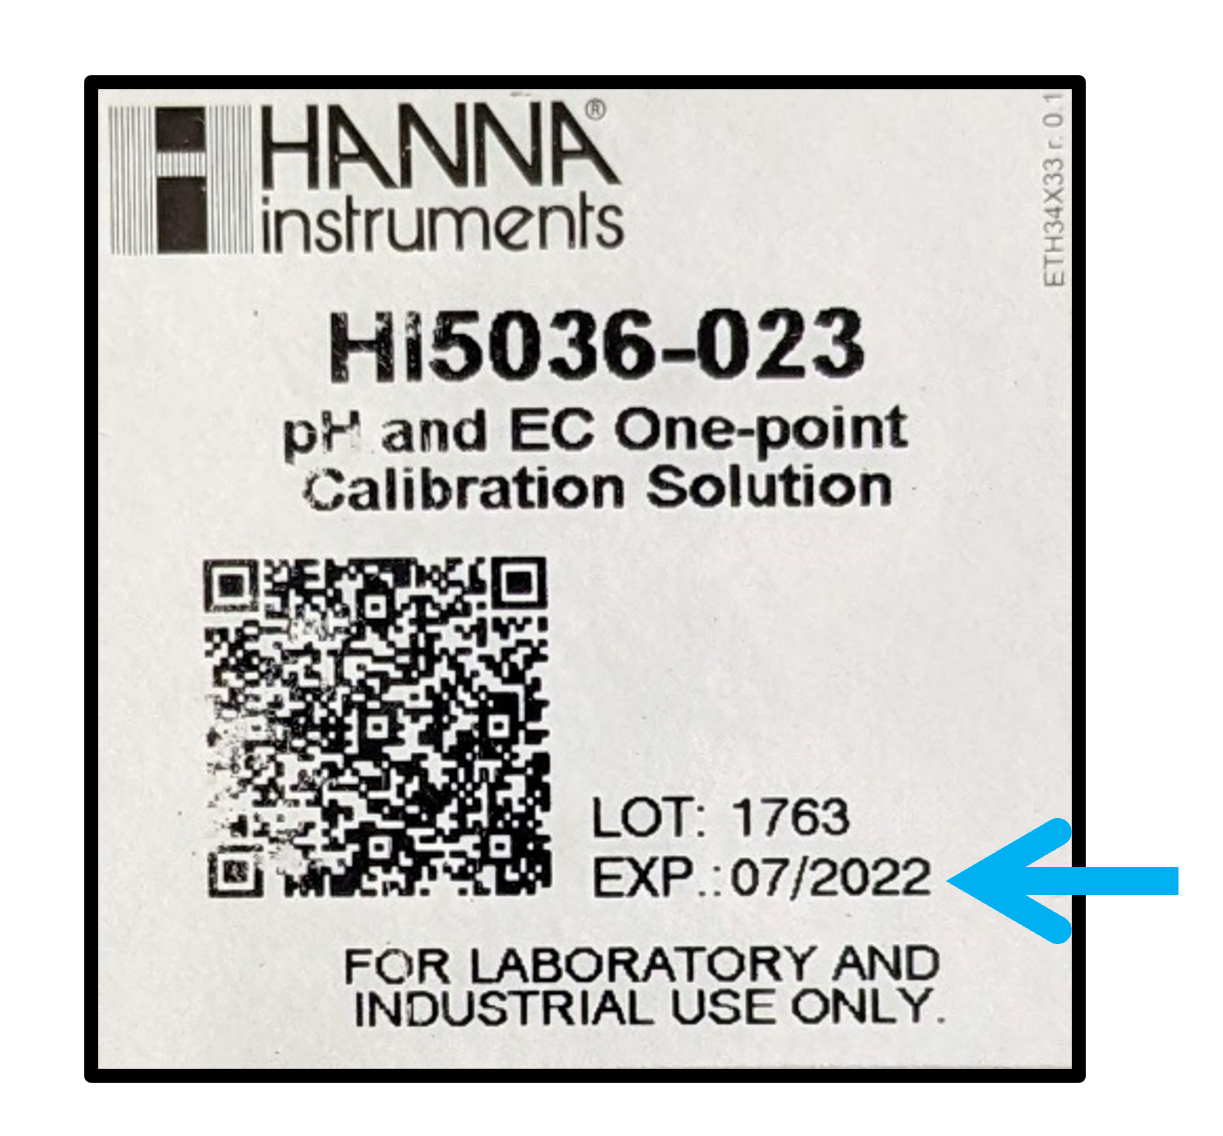 HANNA®
instruments
ETH34X33 r. 0.1
HI5036-023
pH and EC One-point
Calibration Solution
LOT: 1763
EXP.:07/2022
FOR LABORATORY AND
INDUSTRIAL USE ONLY.